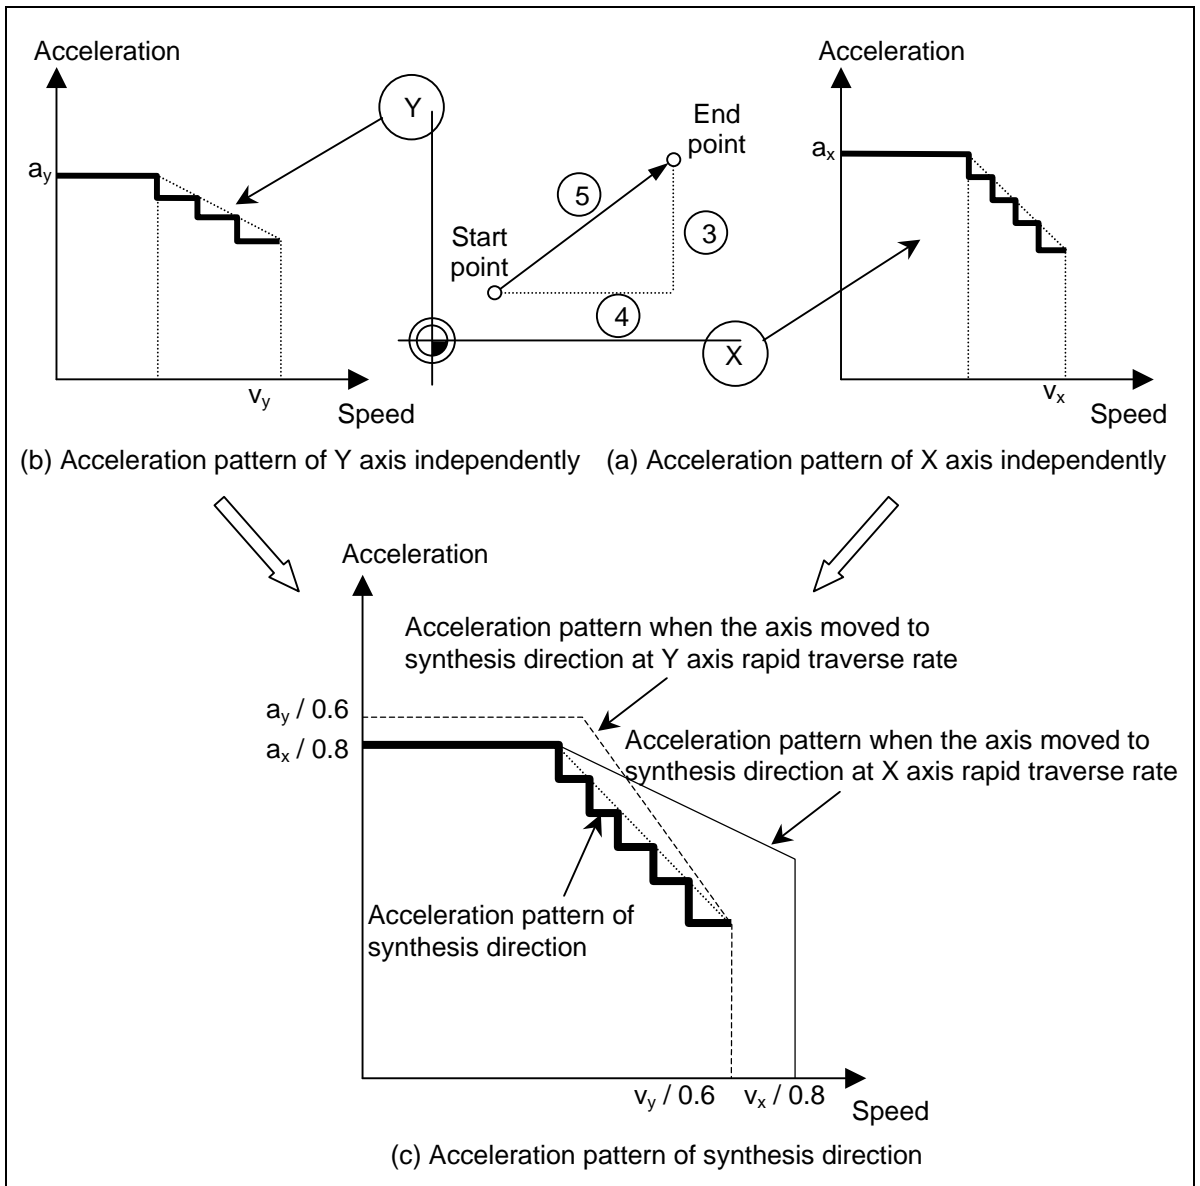 Acceleration
a_y
v_y
Speed
(b) Acceleration pattern of Y axis independently
Y
X
Start
point
End
point
5
3
4
Acceleration
a_x
v_x
Speed
(a) Acceleration pattern of X axis independently
Acceleration
Acceleration pattern when the axis moved to
synthesis direction at Y axis rapid traverse rate
a_y / 0.6
a_x / 0.8
Acceleration pattern when the axis moved to
synthesis direction at X axis rapid traverse rate
Acceleration pattern of
synthesis direction
v_y / 0.6
v_x / 0.8
Speed
(c) Acceleration pattern of synthesis direction